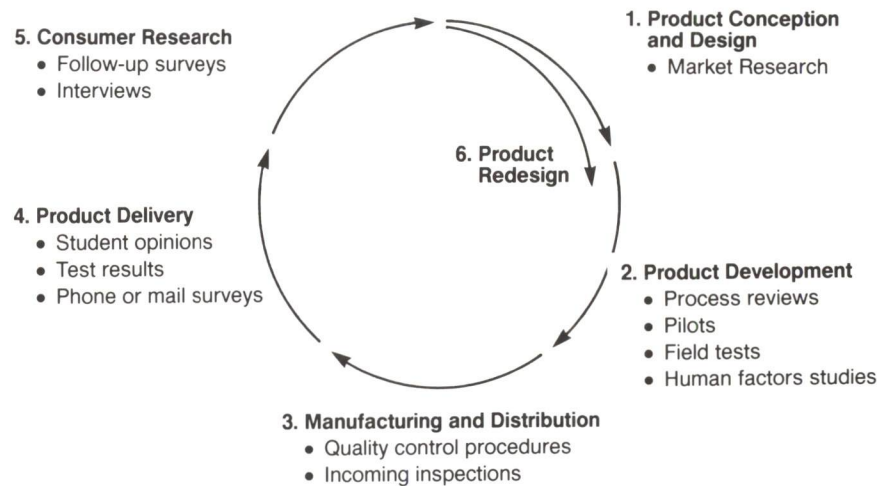 1. Product Conception
and Design
• Market Research
2. Product Development
• Process reviews
• Pilots
• Field tests
• Human factors studies
3. Manufacturing and Distribution
• Quality control procedures
• Incoming inspections
4. Product Delivery
• Student opinions
• Test results
• Phone or mail surveys
5. Consumer Research
• Follow-up surveys
• Interviews
6. Product
Redesign